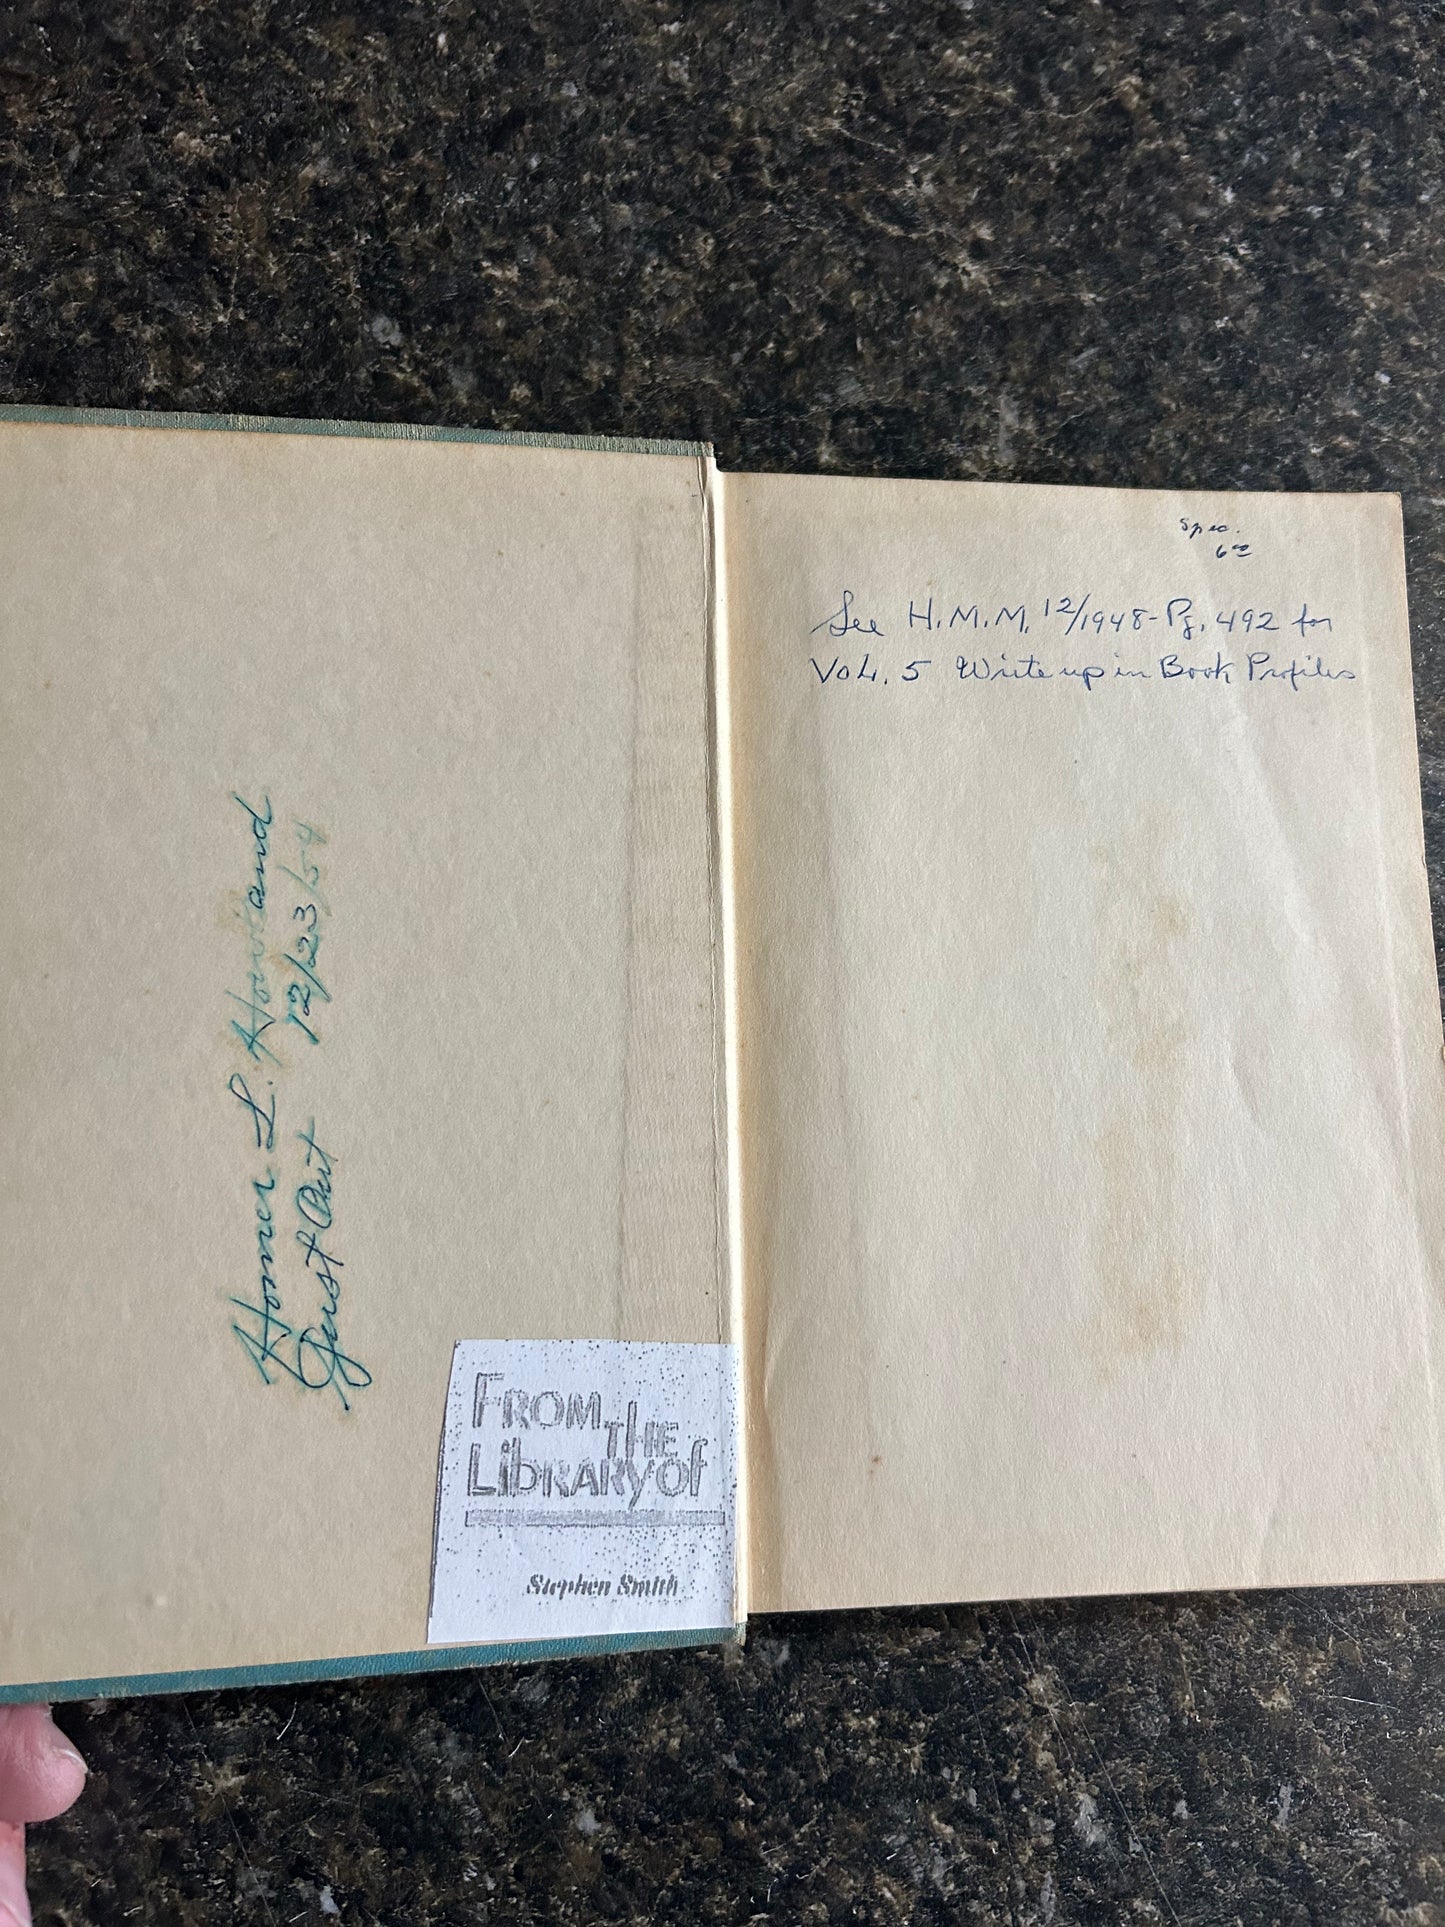 Homer L. Howland
Just Out 12/23/54
FROM THE
LibRARy of
Stephen Smith
Spec.
6⁰⁰
See H.M.M. 12/1948-Pg. 492 for
Vol. 5 Write up in Book Profiles